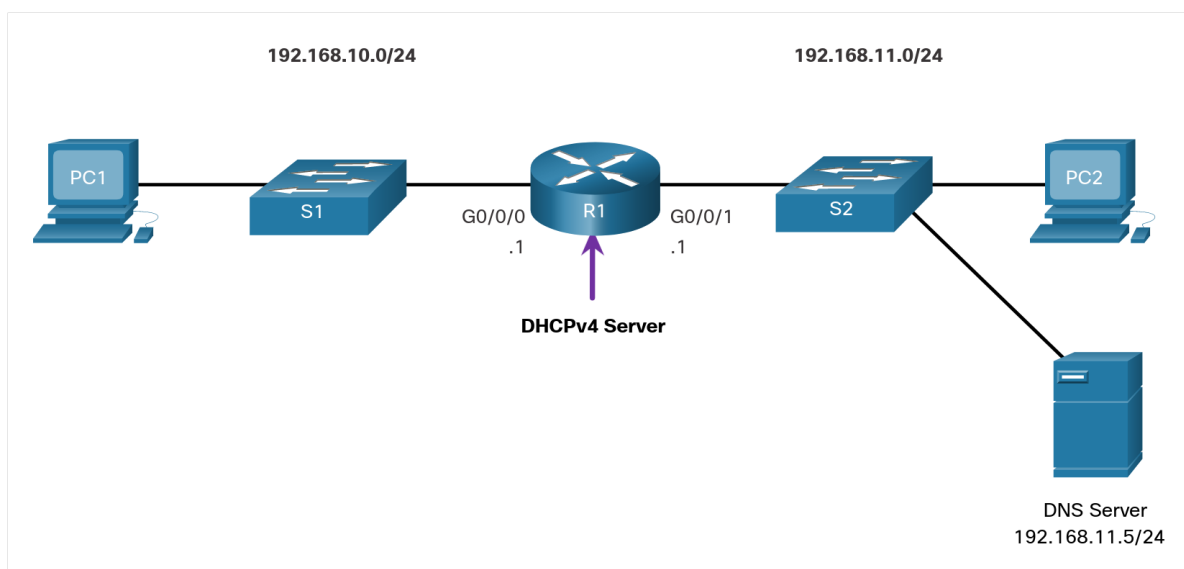 192.168.10.0/24
192.168.11.0/24
PC1
S1
G0/0/0
.1
R1
G0/0/1
.1
S2
PC2
DHCPv4 Server
DNS Server
192.168.11.5/24